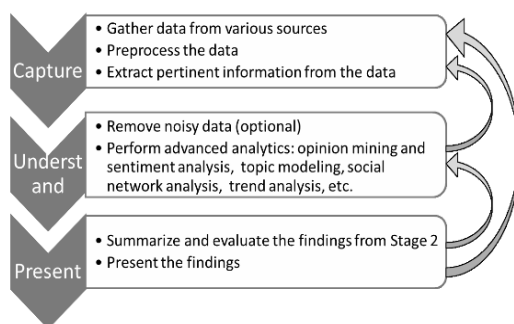 Capture
• Gather data from various sources
• Preprocess the data
• Extract pertinent information from the data
Underst
and
• Remove noisy data (optional)
• Perform advanced analytics: opinion mining and
sentiment analysis, topic modeling, social
network analysis, trend analysis, etc.
Present
• Summarize and evaluate the findings from Stage 2
• Present the findings